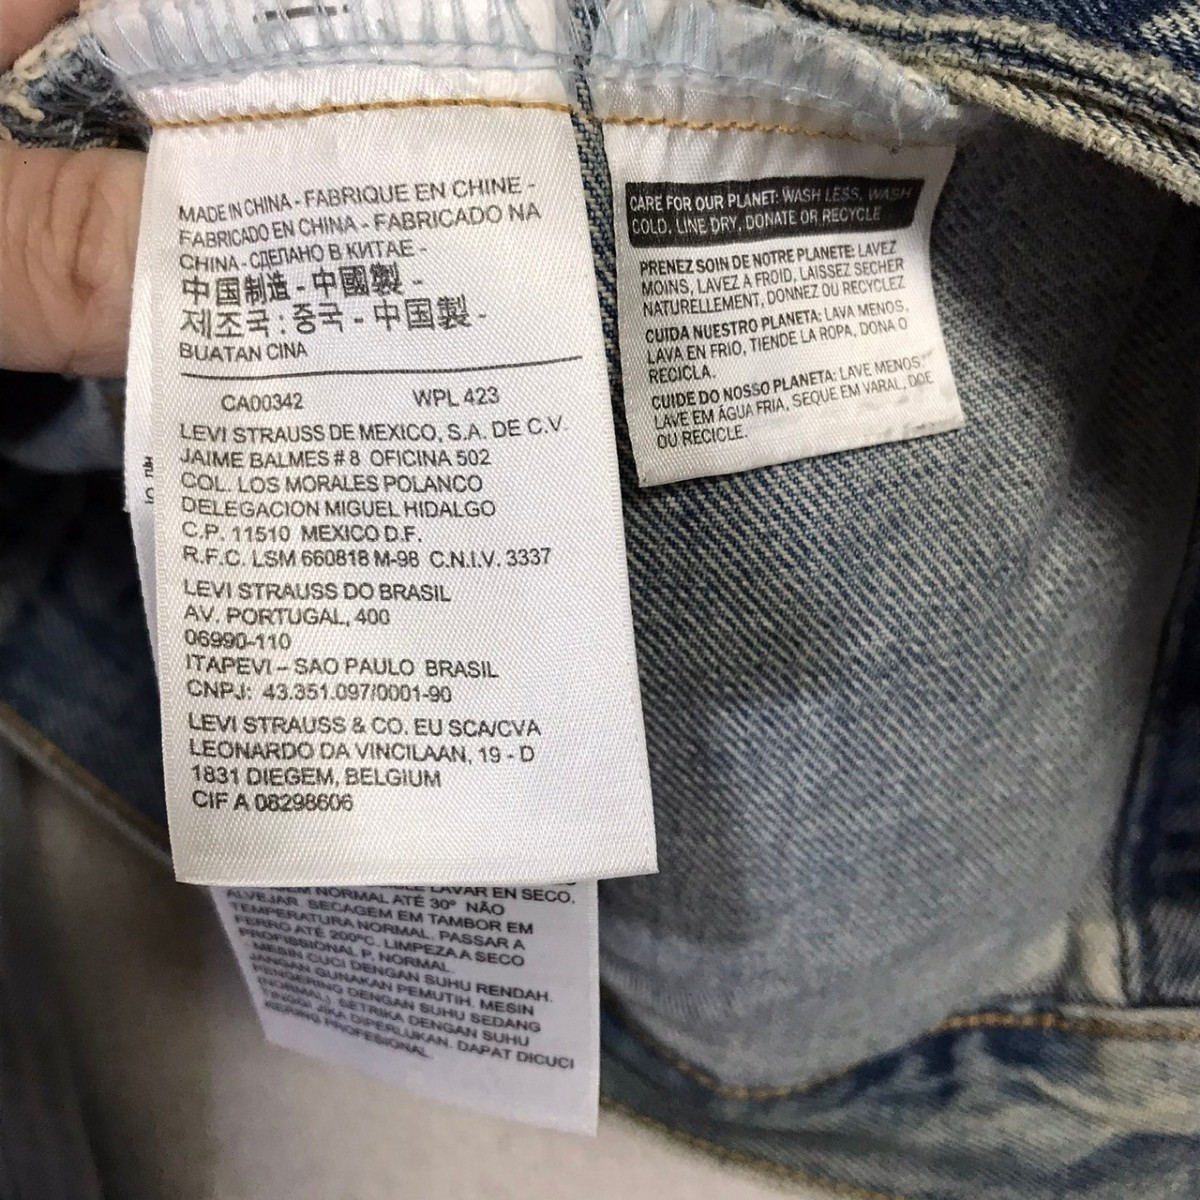 MADE IN CHINA - FABRIQUE EN CHINE -
FABRICADO EN CHINA - FABRICADO NA
CHINA - СДЕЛАНО В КИТАЕ -
中国制造 - 中國製 -
제조국 : 중국 - 中国製 -
BUATAN CINA
CA00342 WPL 423
LEVI STRAUSS DE MEXICO, S.A. DE C.V.
JAIME BALMES # 8 OFICINA 502
COL. LOS MORALES POLANCO
DELEGACION MIGUEL HIDALGO
C.P. 11510 MEXICO D.F.
R.F.C. LSM 660818 M-98 C.N.I.V. 3337
LEVI STRAUSS DO BRASIL
AV. PORTUGAL, 400
06990-110
ITAPEVI – SAO PAULO BRASIL
CNPJ: 43.351.097/0001-90
LEVI STRAUSS & CO. EU SCA/CVA
LEONARDO DA VINCILAAN, 19 - D
1831 DIEGEM, BELGIUM
CIF A 08298606
CARE FOR OUR PLANET: WASH LESS, WASH
COLD, LINE DRY, DONATE OR RECYCLE
PRENEZ SOIN DE NOTRE PLANETE: LAVEZ
MOINS, LAVEZ A FROID, LAISSEZ SECHER
NATURELLEMENT, DONNEZ OU RECYCLEZ
CUIDA NUESTRO PLANETA: LAVA MENOS,
LAVA EN FRIO, TIENDE LA ROPA, DONA O
RECICLA.
CUIDE DO NOSSO PLANETA: LAVE MENOS,
LAVE EM ÁGUA FRIA, SEQUE EM VARAL, DOE
OU RECICLE.
LAVAR EN SECO.
NORMAL ATÉ 30° NÃO
ALVEJAR. SECAGEM EM TAMBOR EM
TEMPERATURA NORMAL. PASSAR A
FERRO ATÉ 200°C. LIMPEZA A SECO
PROFISSIONAL P, NORMAL.
- MESIN CUCI DENGAN SUHU RENDAH.
JANGAN GUNAKAN PEMUTIH. MESIN
PENGERING DENGAN SUHU SEDANG
(NORMAL). SETRIKA DENGAN SUHU
TINGGI JIKA DIPERLUKAN. DAPAT DICUCI
KERING PROFESIONAL.